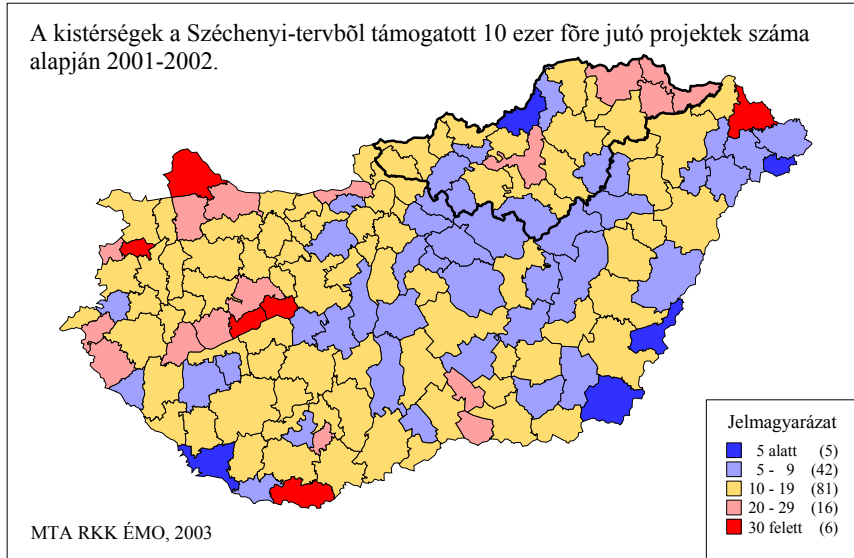 A kistérségek a Széchenyi-tervbõl támogatott 10 ezer fõre jutó projektek száma
alapján 2001-2002.
Jelmagyarázat
5 alatt (5)
5 - 9 (42)
10 - 19 (81)
20 - 29 (16)
30 felett (6)
MTA RKK ÉMO, 2003